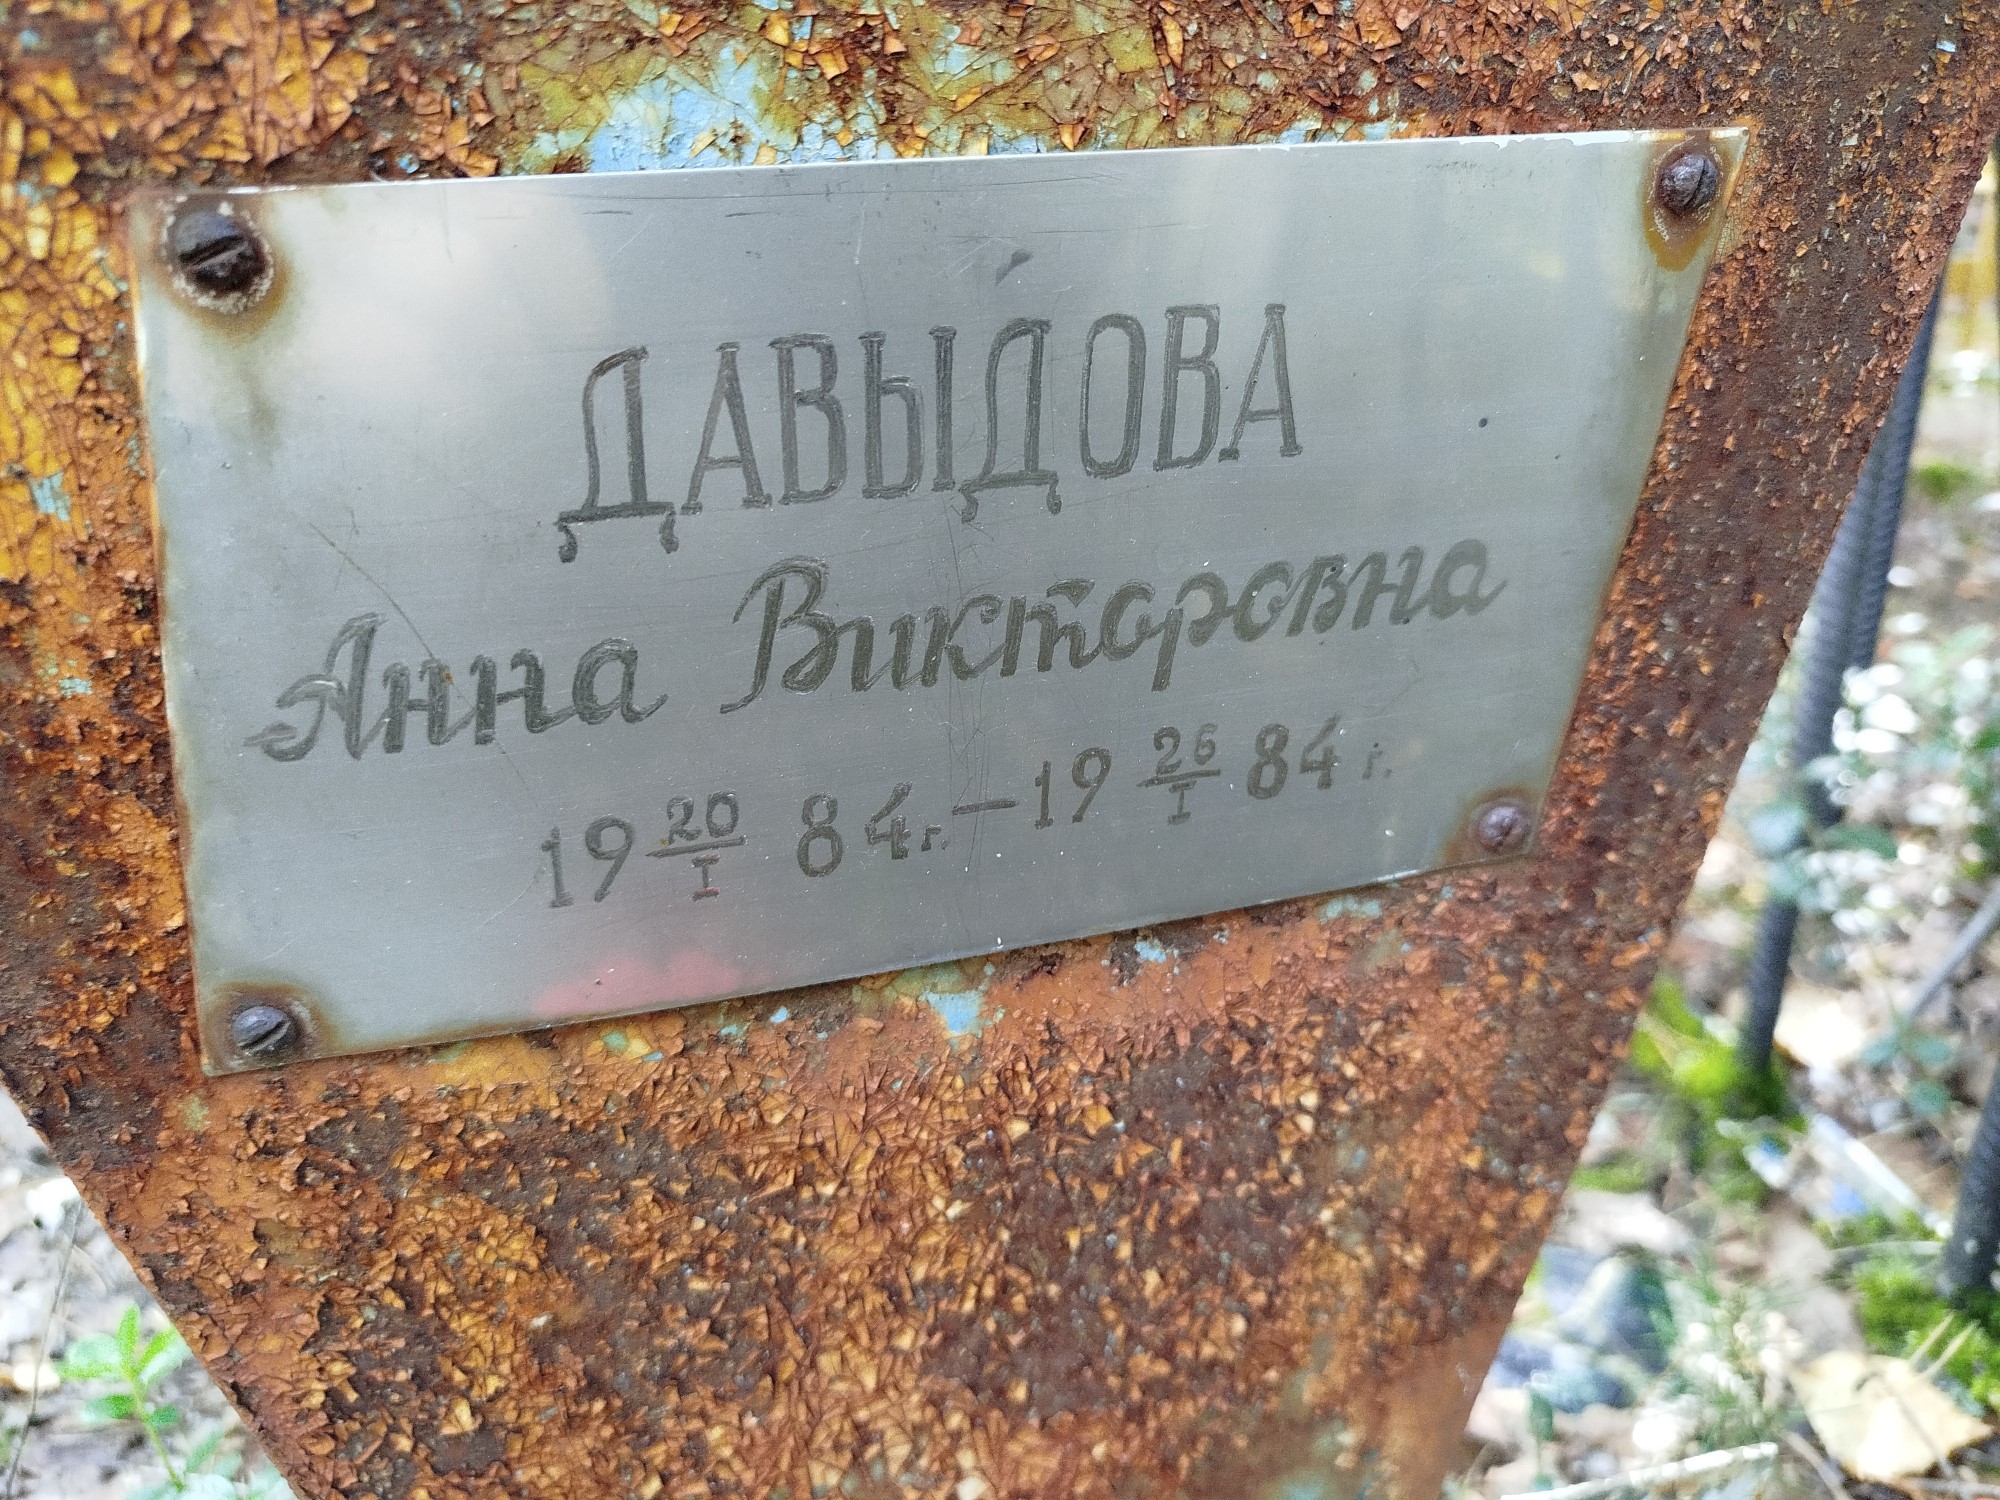 ДАВЫДОВА
Анна Викторовна
19 20/I 84 г. — 19 26/I 84 г.